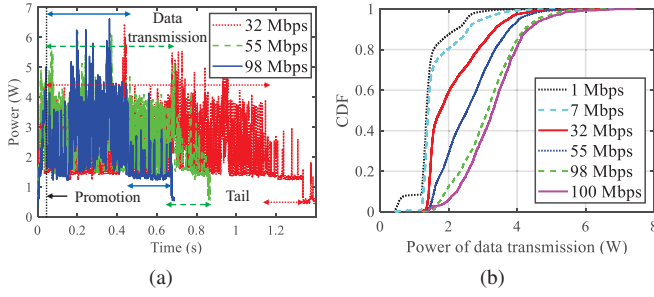 (a)
Power (W)
7
6
5
4
3
2
1
0
0 0.2 0.4 0.6 0.8 1 1.2
Time (s)
Data
transmission
32 Mbps
55 Mbps
98 Mbps
Promotion
Tail
(a)
(c)
CDF
1
0.8
0.6
0.4
0.2
0
0 2 4 6 8
Power of data transmission (W)
1 Mbps
7 Mbps
32 Mbps
55 Mbps
98 Mbps
100 Mbps
(b)